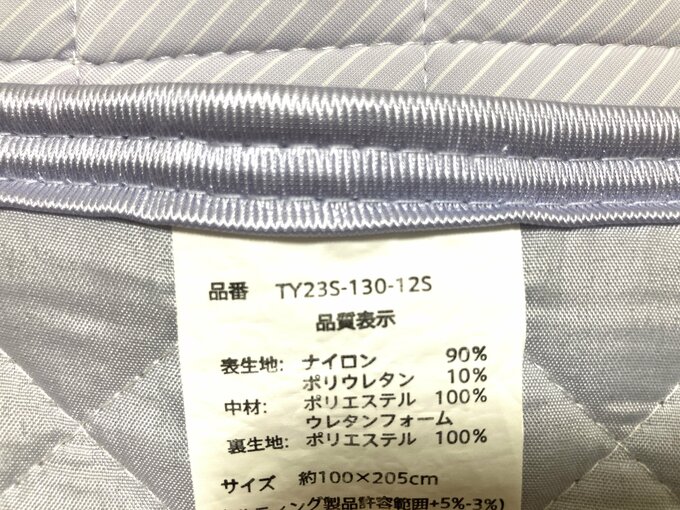 品番 TY23S-130-12S
品質表示
表生地: ナイロン 90%
ポリウレタン 10%
中材: ポリエステル 100%
ウレタンフォーム
裏生地: ポリエステル 100%
サイズ 約100×205cm
ング製品許容範囲+5%-3%)